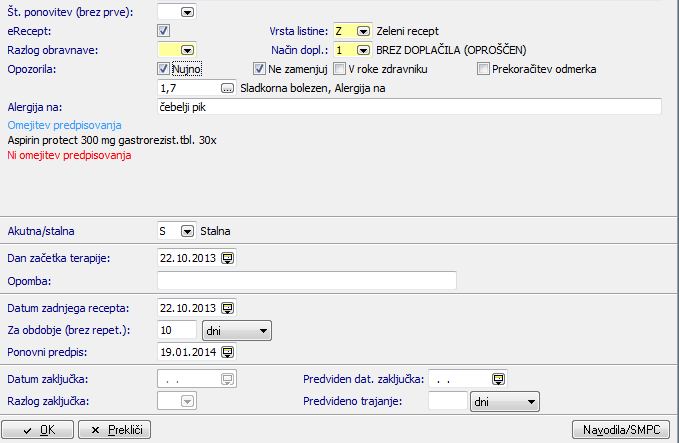 Št. ponovitev (brez prve):
eRecept: Vrsta listine: Z Zeleni recept
Razlog obravnave: Način dopl.: 1 BREZ DOPLAČILA (OPROŠČEN)
Opozorila: Nujno Ne zamenjuj V roke zdravniku Prekoračitev odmerka
1,7 ... Sladkorna bolezen, Alergija na
Alergija na: čebelji pik
Omejitev predpisovanja
Aspirin protect 300 mg gastrorezist.tbl. 30x
Ni omejitev predpisovanja
Akutna/stalna S Stalna
Dan začetka terapije: 22.10.2013
Opomba:
Datum zadnjega recepta: 22.10.2013
Za obdobje (brez repet.): 10 dni
Ponovni predpis: 19.01.2014
Datum zaključka: . . Predviden dat. zaključka: . .
Razlog zaključka: Predvideno trajanje: dni
OK Prekliči Navodila/SMPC